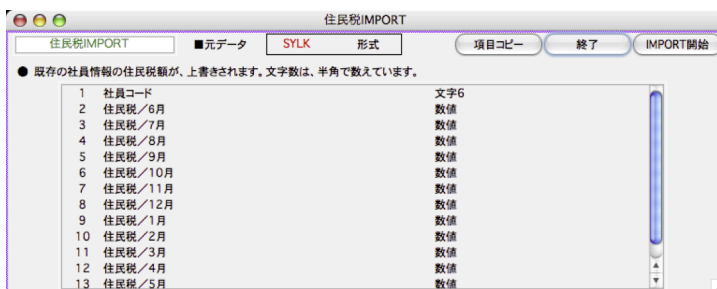 住民税IMPORT
住民税IMPORT ■元データ SYLK 形式 項目コピー 終了 IMPORT開始
● 既存の社員情報の住民税額が、上書きされます。文字数は、半角で数えています。
1 社員コード 文字6
2 住民税／6月 数値
3 住民税／7月 数値
4 住民税／8月 数値
5 住民税／9月 数値
6 住民税／10月 数値
7 住民税／11月 数値
8 住民税／12月 数値
9 住民税／1月 数値
10 住民税／2月 数値
11 住民税／3月 数値
12 住民税／4月 数値
13 住民税／5月 数値